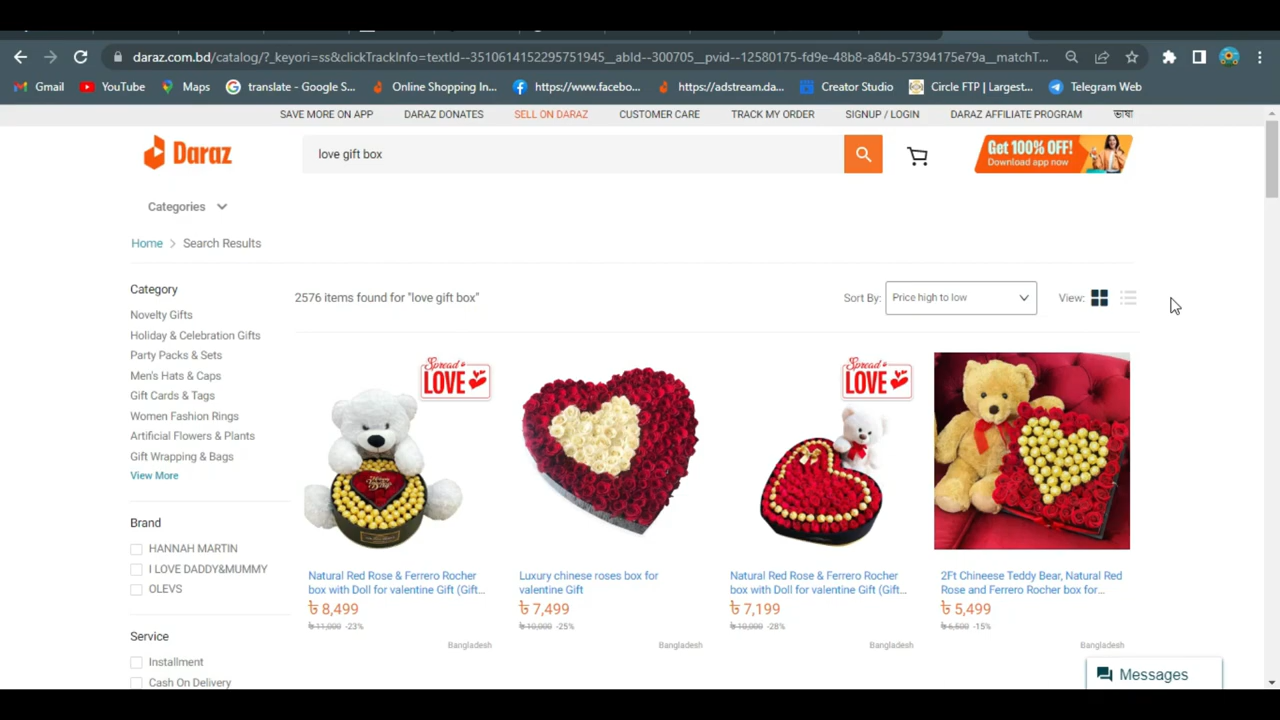 daraz.com.bd/catalog/?_keyori=ss&clickTrackInfo=textId--3510614152295751945__abId--300705__pvid--12580175-fd9e-48b8-a84b-57394175e79a__matchT...
Gmail YouTube Maps translate - Google S... Online Shopping In... https://www.facebo... https://adstream.da... Creator Studio Circle FTP | Largest... Telegram Web
SAVE MORE ON APP DARAZ DONATES SELL ON DARAZ CUSTOMER CARE TRACK MY ORDER SIGNUP / LOGIN DARAZ AFFILIATE PROGRAM ভাষা
Daraz love gift box Get 100% OFF!
Download app now
Categories
Home > Search Results
Category
Novelty Gifts
Holiday & Celebration Gifts
Party Packs & Sets
Men's Hats & Caps
Gift Cards & Tags
Women Fashion Rings
Artificial Flowers & Plants
Gift Wrapping & Bags
View More
Brand
HANNAH MARTIN
I LOVE DADDY&MUMMY
OLEVS
Service
Installment
Cash On Delivery
2576 items found for "love gift box" Sort By: Price high to low View:
Spread
LOVE
Natural Red Rose & Ferrero Rocher
box with Doll for valentine Gift (Gift...
৳ 8,499
৳ 11,000 -23%
Bangladesh
Luxury chinese roses box for
valentine Gift
৳ 7,499
৳ 10,000 -25%
Bangladesh
Spread
LOVE
Natural Red Rose & Ferrero Rocher
box with Doll for valentine Gift (Gift...
৳ 7,199
৳ 10,000 -28%
Bangladesh
2Ft Chineese Teddy Bear, Natural Red
Rose and Ferrero Rocher box for...
৳ 5,499
৳ 6,500 -15%
Bangladesh
Messages